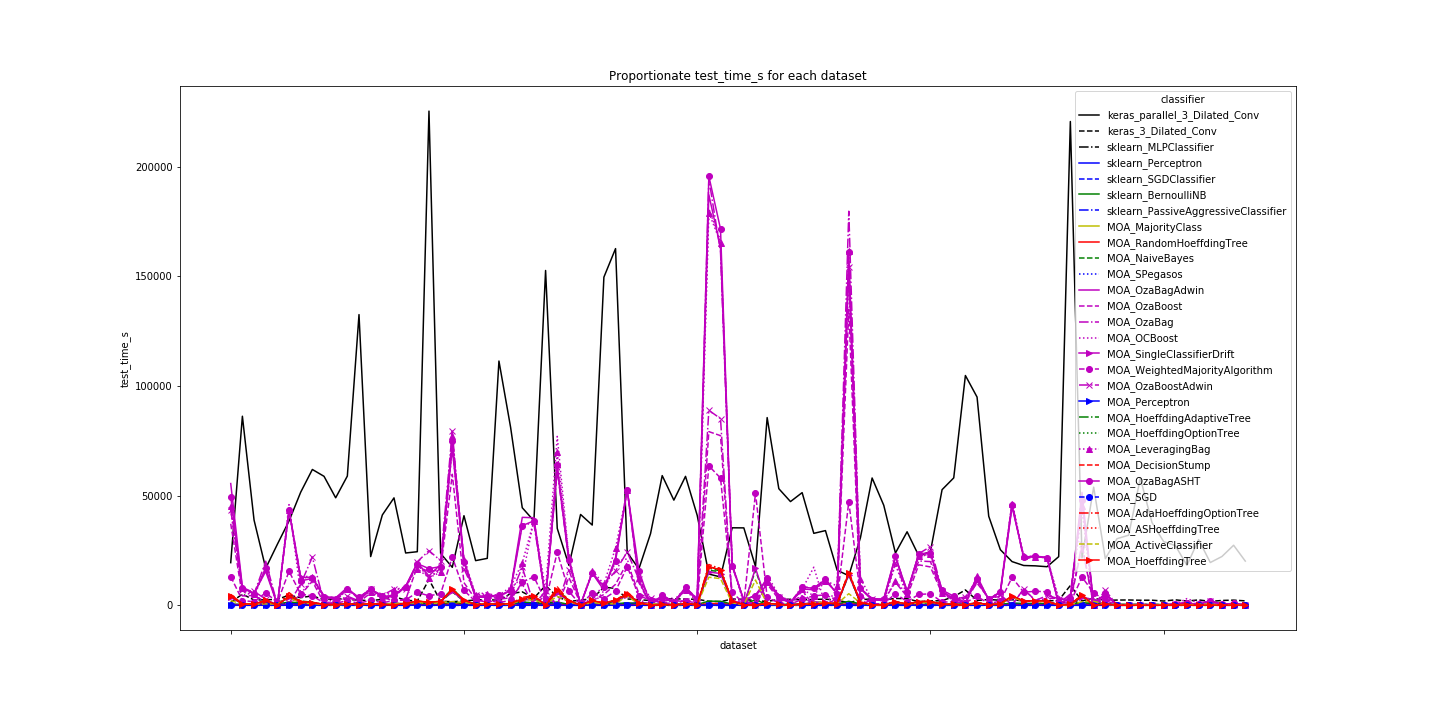 Proportionate test_time_s for each dataset
classifier
keras_parallel_3_Dilated_Conv
keras_3_Dilated_Conv
sklearn_MLPClassifier
sklearn_Perceptron
sklearn_SGDClassifier
sklearn_BernoulliNB
sklearn_PassiveAggressiveClassifier
MOA_MajorityClass
MOA_RandomHoeffdingTree
MOA_NaiveBayes
MOA_SPegasos
MOA_OzaBagAdwin
MOA_OzaBoost
MOA_OzaBag
MOA_OCBoost
MOA_SingleClassifierDrift
MOA_WeightedMajorityAlgorithm
MOA_OzaBoostAdwin
MOA_Perceptron
MOA_HoeffdingAdaptiveTree
MOA_HoeffdingOptionTree
MOA_LeveragingBag
MOA_DecisionStump
MOA_OzaBagASHT
MOA_SGD
MOA_AdaHoeffdingOptionTree
MOA_ASHoeffdingTree
MOA_ActiveClassifier
MOA_HoeffdingTree
200000
150000
100000
50000
0
test_time_s
dataset